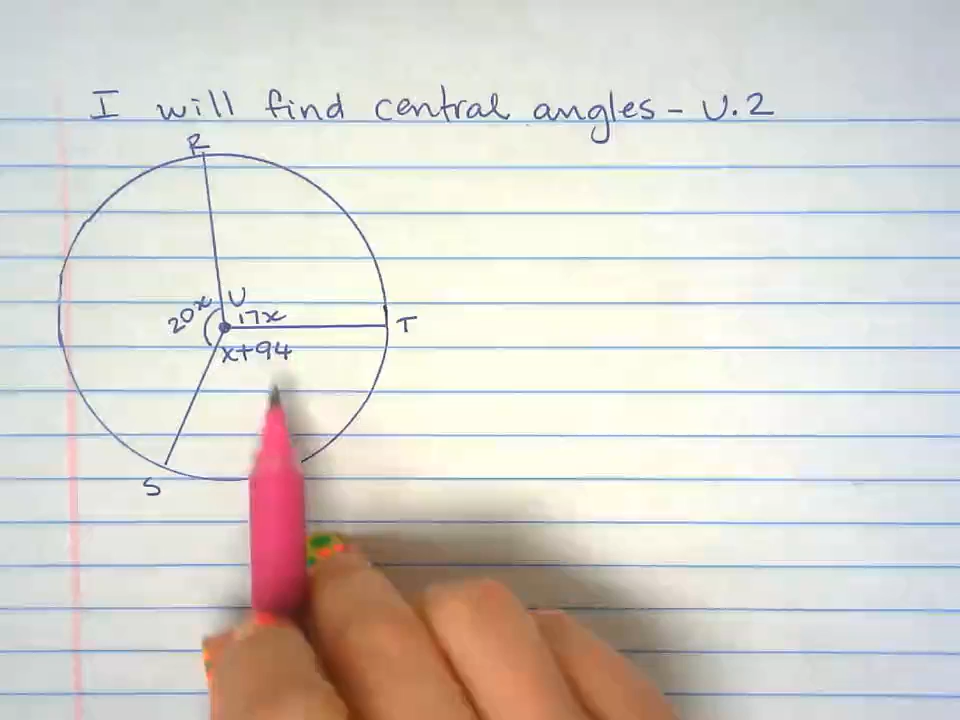 I will find central angles - U.2
R
20x
U
17x
T
x+94
S